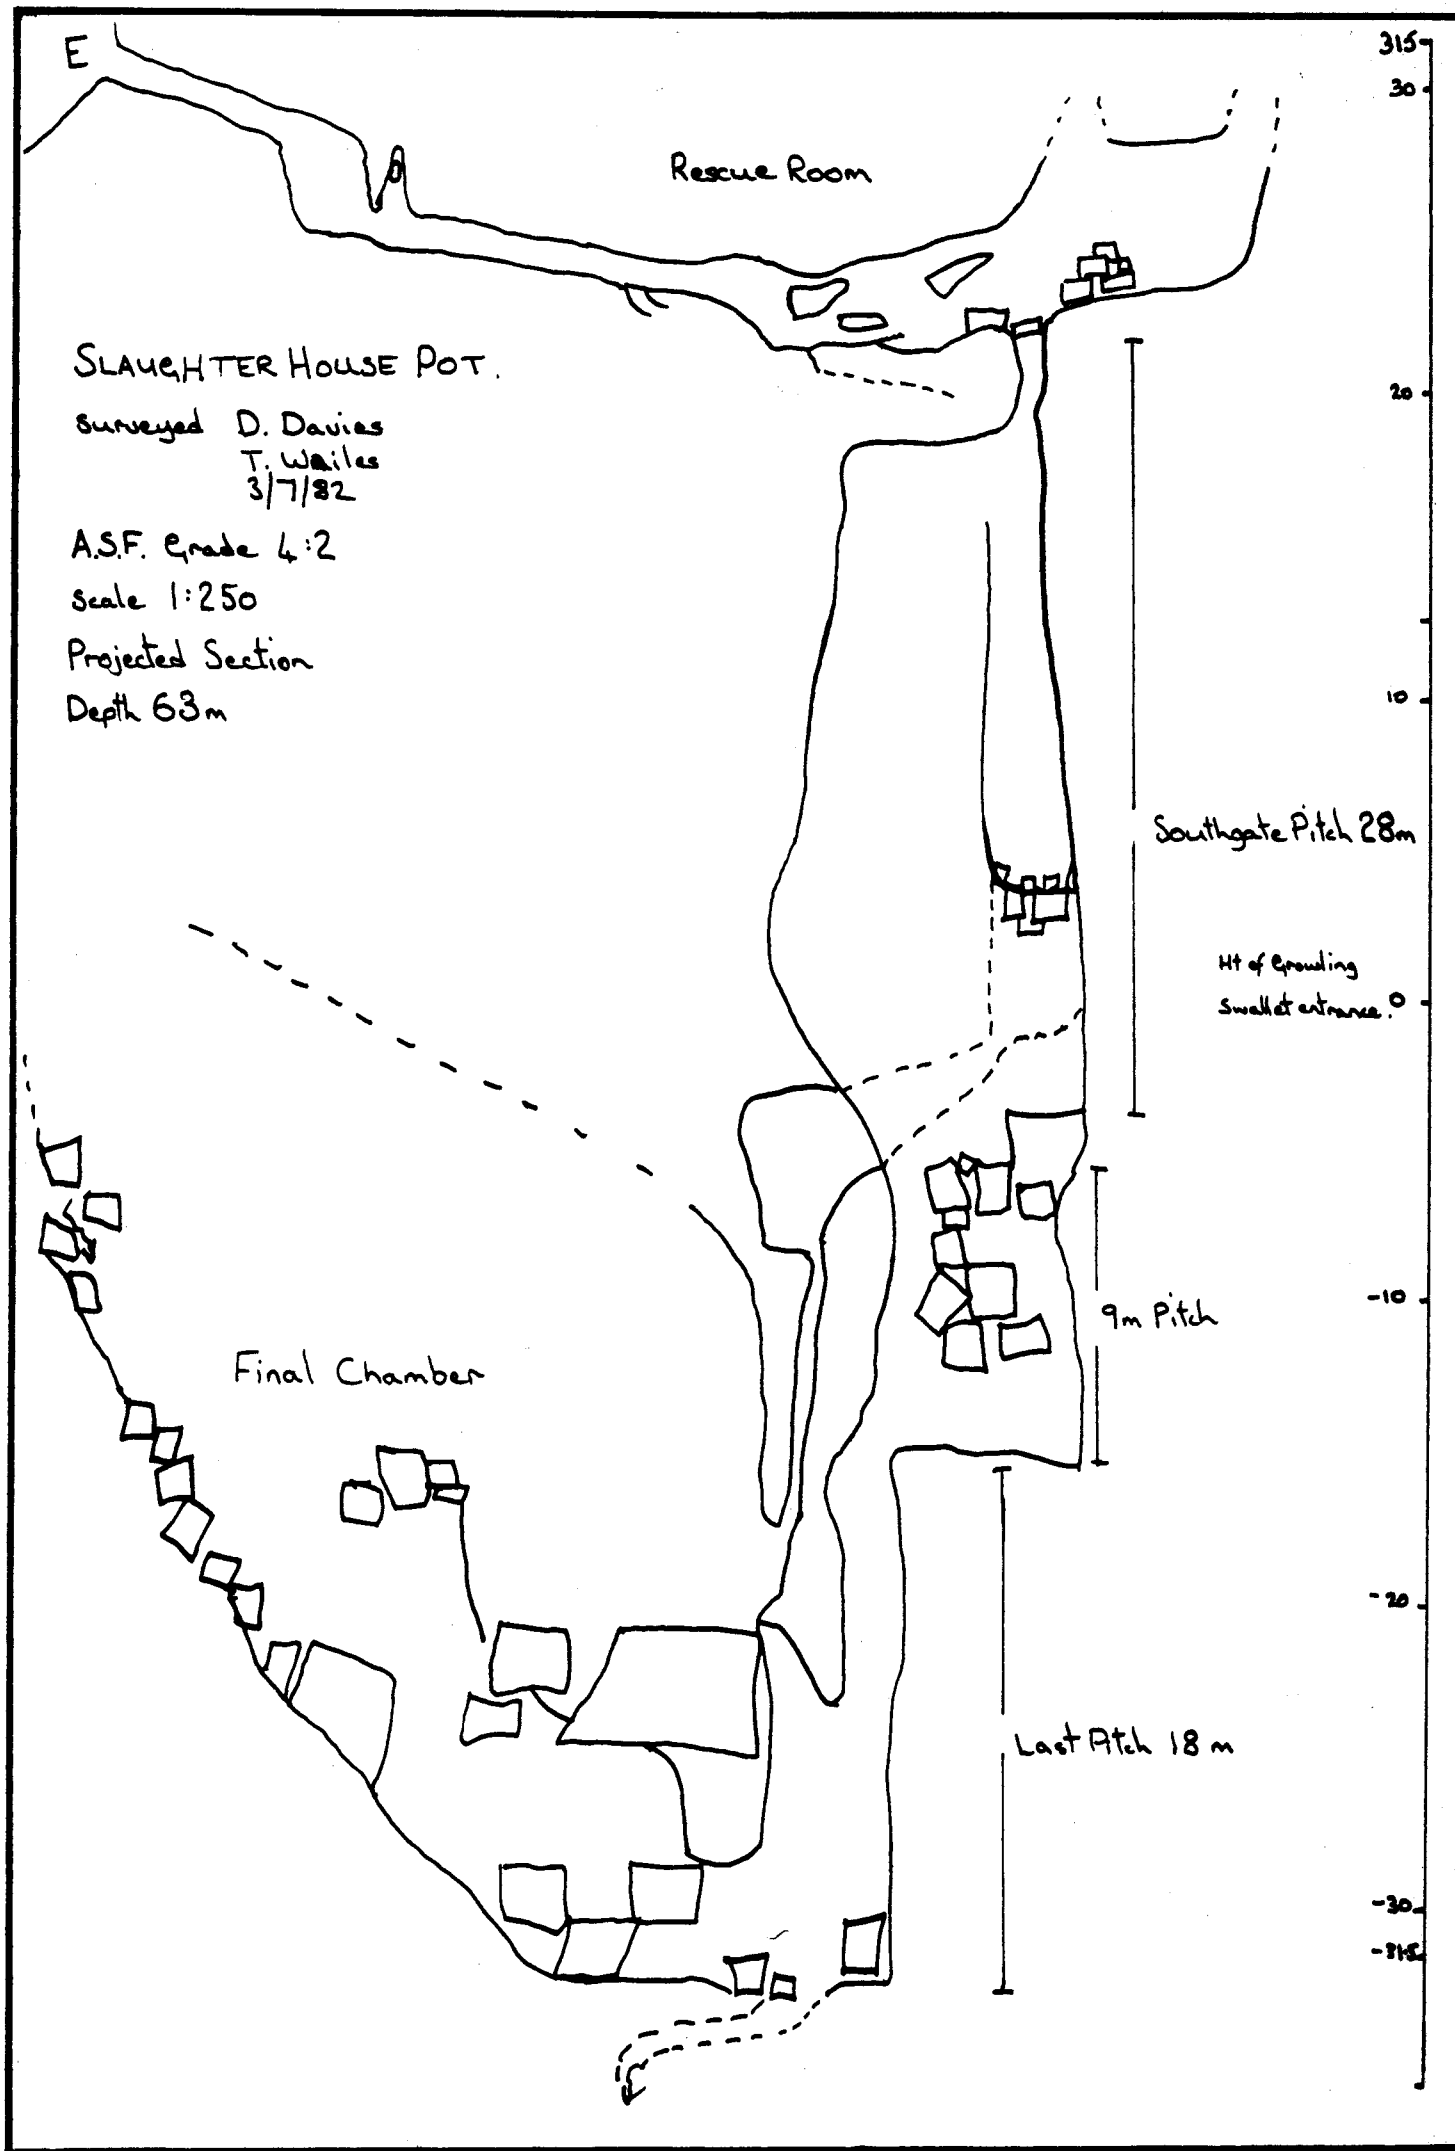 E
Rescue Room
SLAUGHTER HOUSE POT.
Surveyed D. Davies
T. Wailes
3/7/82
A.S.F. Grade 4:2
Scale 1:250
Projected Section
Depth 63m
315
30
20
10
Southgate Pitch 28m
Ht of Growling
Swallet entrance. 0
-10
9m Pitch
Final Chamber
-20
Last Pitch 18 m
-30
-315